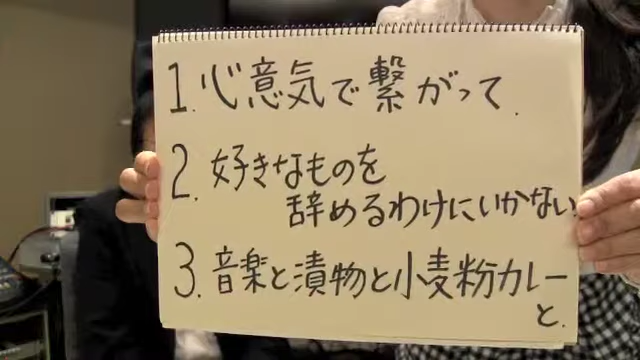 1. 心意気で繋がって.
2. 好きなものを
辞めるわけにいかない
3. 音楽と漬物と小麦粉カレー
と.